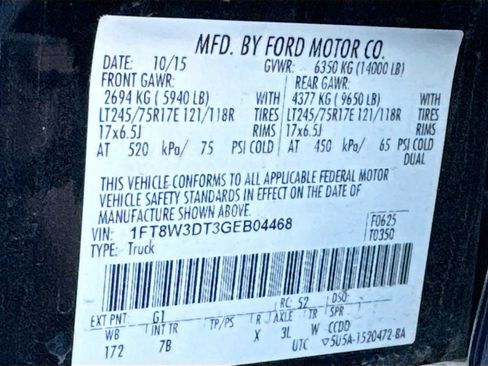 MFD. BY FORD MOTOR CO.
DATE: 10/15 GVWR: 6350 KG (14000 LB)
FRONT GAWR: REAR GAWR:
2694 KG ( 5940 LB) WITH 4377 KG ( 9650 LB) WITH
LT245/75R17E 121/118R TIRES LT245/75R17E 121/118R TIRES
17x6.5J RIMS 17x6.5J RIMS
AT 520 kPa/ 75 PSI COLD AT 450 kPa/ 65 PSI COLD
DUAL
THIS VEHICLE CONFORMS TO ALL APPLICABLE FEDERAL MOTOR
VEHICLE SAFETY STANDARDS IN EFFECT ON THE DATE OF
MANUFACTURE SHOWN ABOVE.
VIN: 1FT8W3DT3GEB04468 F0625
TYPE: Truck T0350
RC: 52 DSO:
EXT PNT: G1
WB INT TR TP/PS R AXLE TR SPR
172 7B X 3L W CCDD
UTC ▽5U5A-1520472-BA